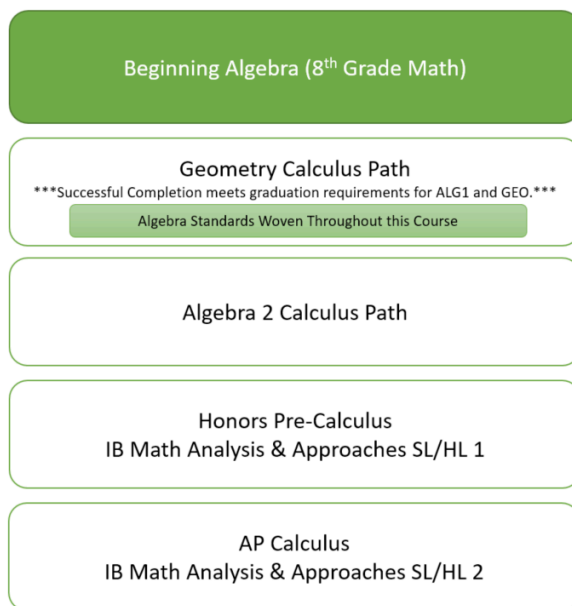 Beginning Algebra (8th Grade Math)
Geometry Calculus Path
***Successful Completion meets graduation requirements for ALG1 and GEO.***
Algebra Standards Woven Throughout this Course
Algebra 2 Calculus Path
Honors Pre-Calculus
IB Math Analysis & Approaches SL/HL 1
AP Calculus
IB Math Analysis & Approaches SL/HL 2